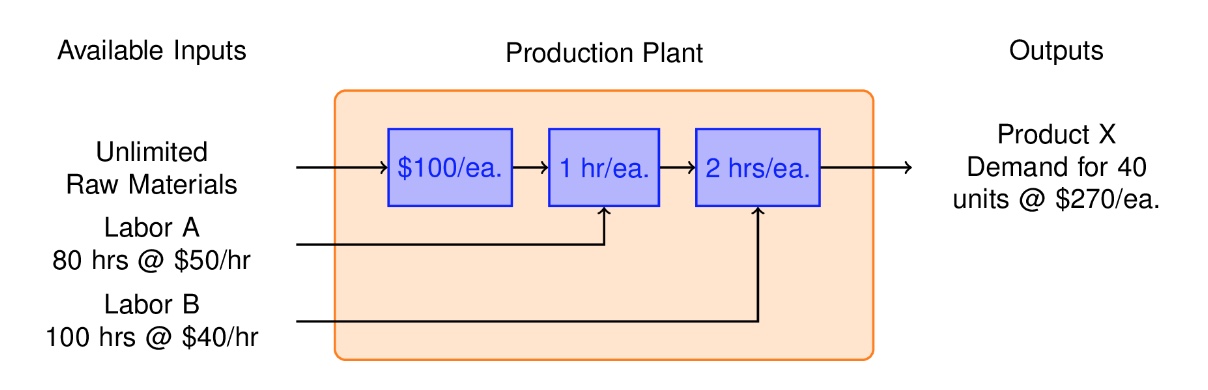 Available Inputs
Production Plant
Outputs
Unlimited
Raw Materials
$100/ea.
1 hr/ea.
2 hrs/ea.
Product X
Demand for 40
units @ $270/ea.
Labor A
80 hrs @ $50/hr
Labor B
100 hrs @ $40/hr